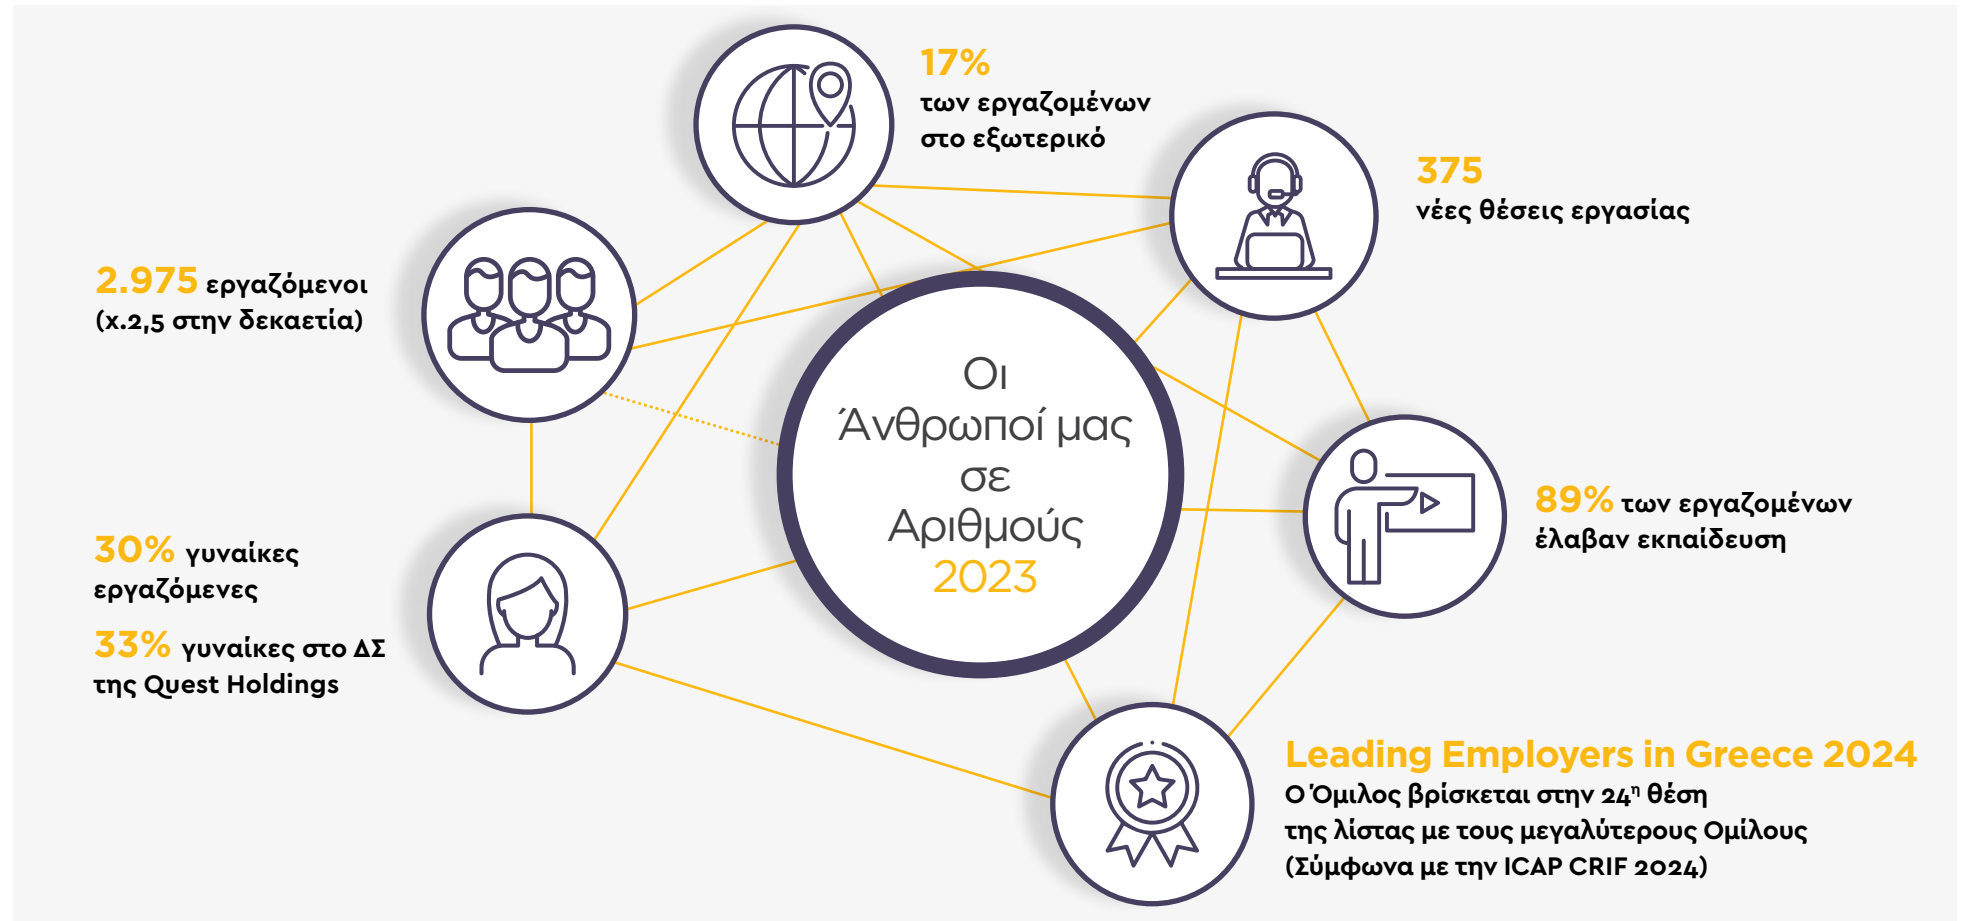 Οι
Άνθρωποί μας
σε
Αριθμούς
2023
17%
των εργαζομένων
στο εξωτερικό
375
νέες θέσεις εργασίας
89% των εργαζομένων
έλαβαν εκπαίδευση
Leading Employers in Greece 2024
Ο Όμιλος βρίσκεται στην 24η θέση
της λίστας με τους μεγαλύτερους Ομίλους
(Σύμφωνα με την ICAP CRIF 2024)
30% γυναίκες
εργαζόμενες
33% γυναίκες στο ΔΣ
της Quest Holdings
2.975 εργαζόμενοι
(x.2,5 στην δεκαετία)